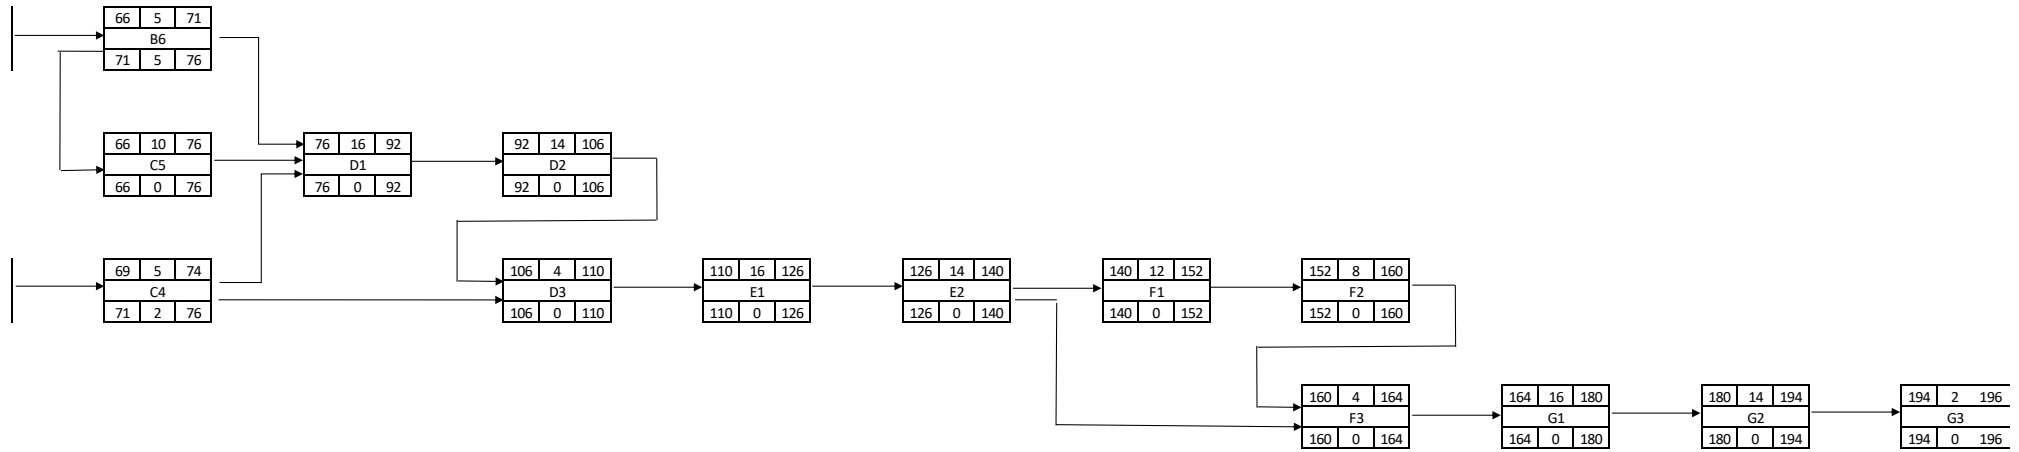 66 5 71
B6
71 5 76
66 10 76
C5
66 0 76
76 16 92
D1
76 0 92
92 14 106
D2
92 0 106
69 5 74
C4
71 2 76
106 4 110
D3
106 0 110
110 16 126
E1
110 0 126
126 14 140
E2
126 0 140
140 12 152
F1
140 0 152
152 8 160
F2
152 0 160
160 4 164
F3
160 0 164
164 16 180
G1
164 0 180
180 14 194
G2
180 0 194
194 2 196
G3
194 0 196